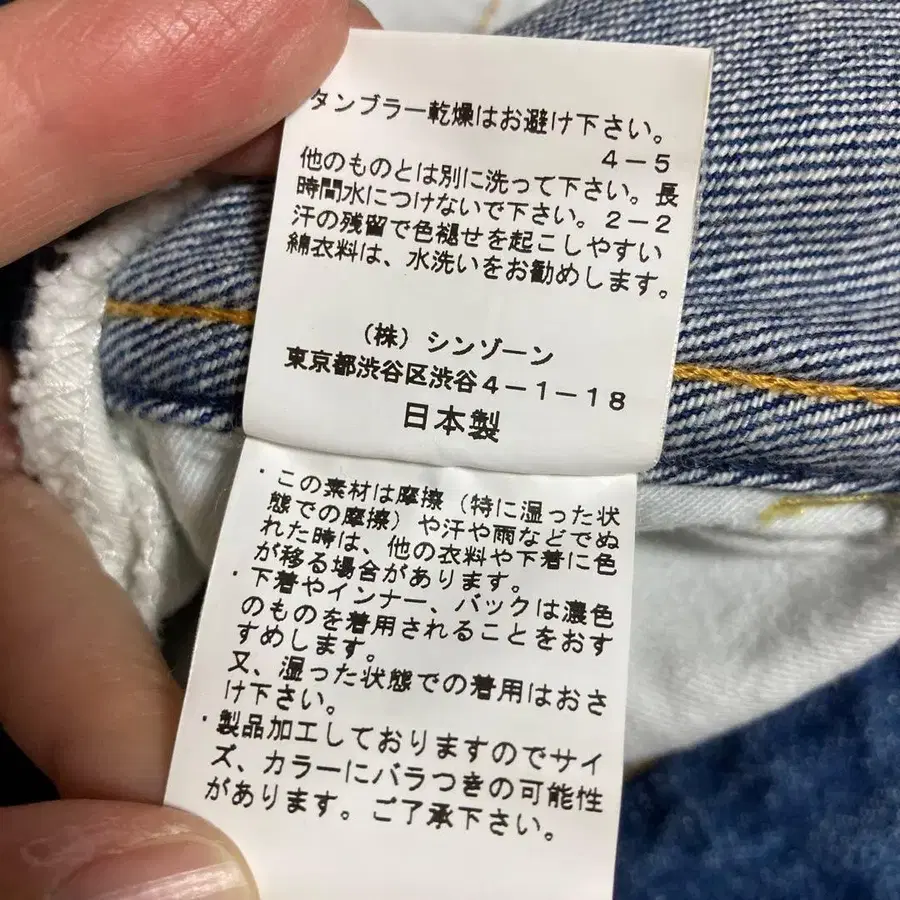 タンブラー乾燥はお避け下さい。
4－5
他のものとは別に洗って下さい。長
時間水につけないで下さい。2－2
汗の残留で色褪せを起こしやすい
綿衣料は、水洗いをお勧めします。
（株）シンゾーン
東京都渋谷区渋谷4－1－18
日本製
・この素材は摩擦（特に湿った状
態での摩擦）や汗や雨などでぬ
れた時は、他の衣料や下着に色
が移る場合があります。
・下着やインナー、バックは濃色
のものを着用されることをおす
すめします。
又、湿った状態での着用はおさ
け下さい。
・製品加工しておりますのでサイ
ズ、カラーにバラつきの可能性
があります。ご了承下さい。